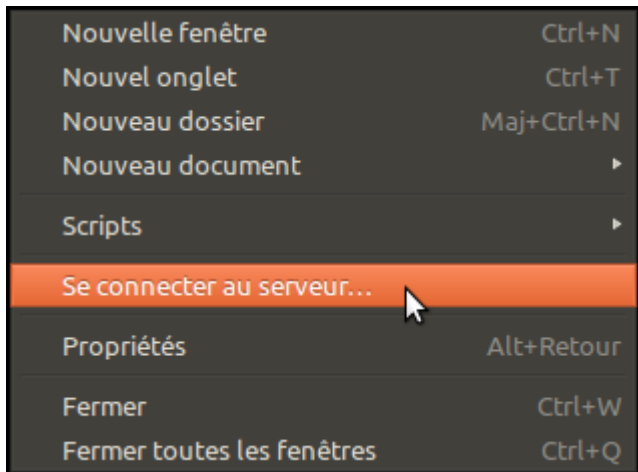 Nouvelle fenêtre Ctrl+N
Nouvel onglet Ctrl+T
Nouveau dossier Maj+Ctrl+N
Nouveau document
Scripts
Se connecter au serveur…
Propriétés Alt+Retour
Fermer Ctrl+W
Fermer toutes les fenêtres Ctrl+Q